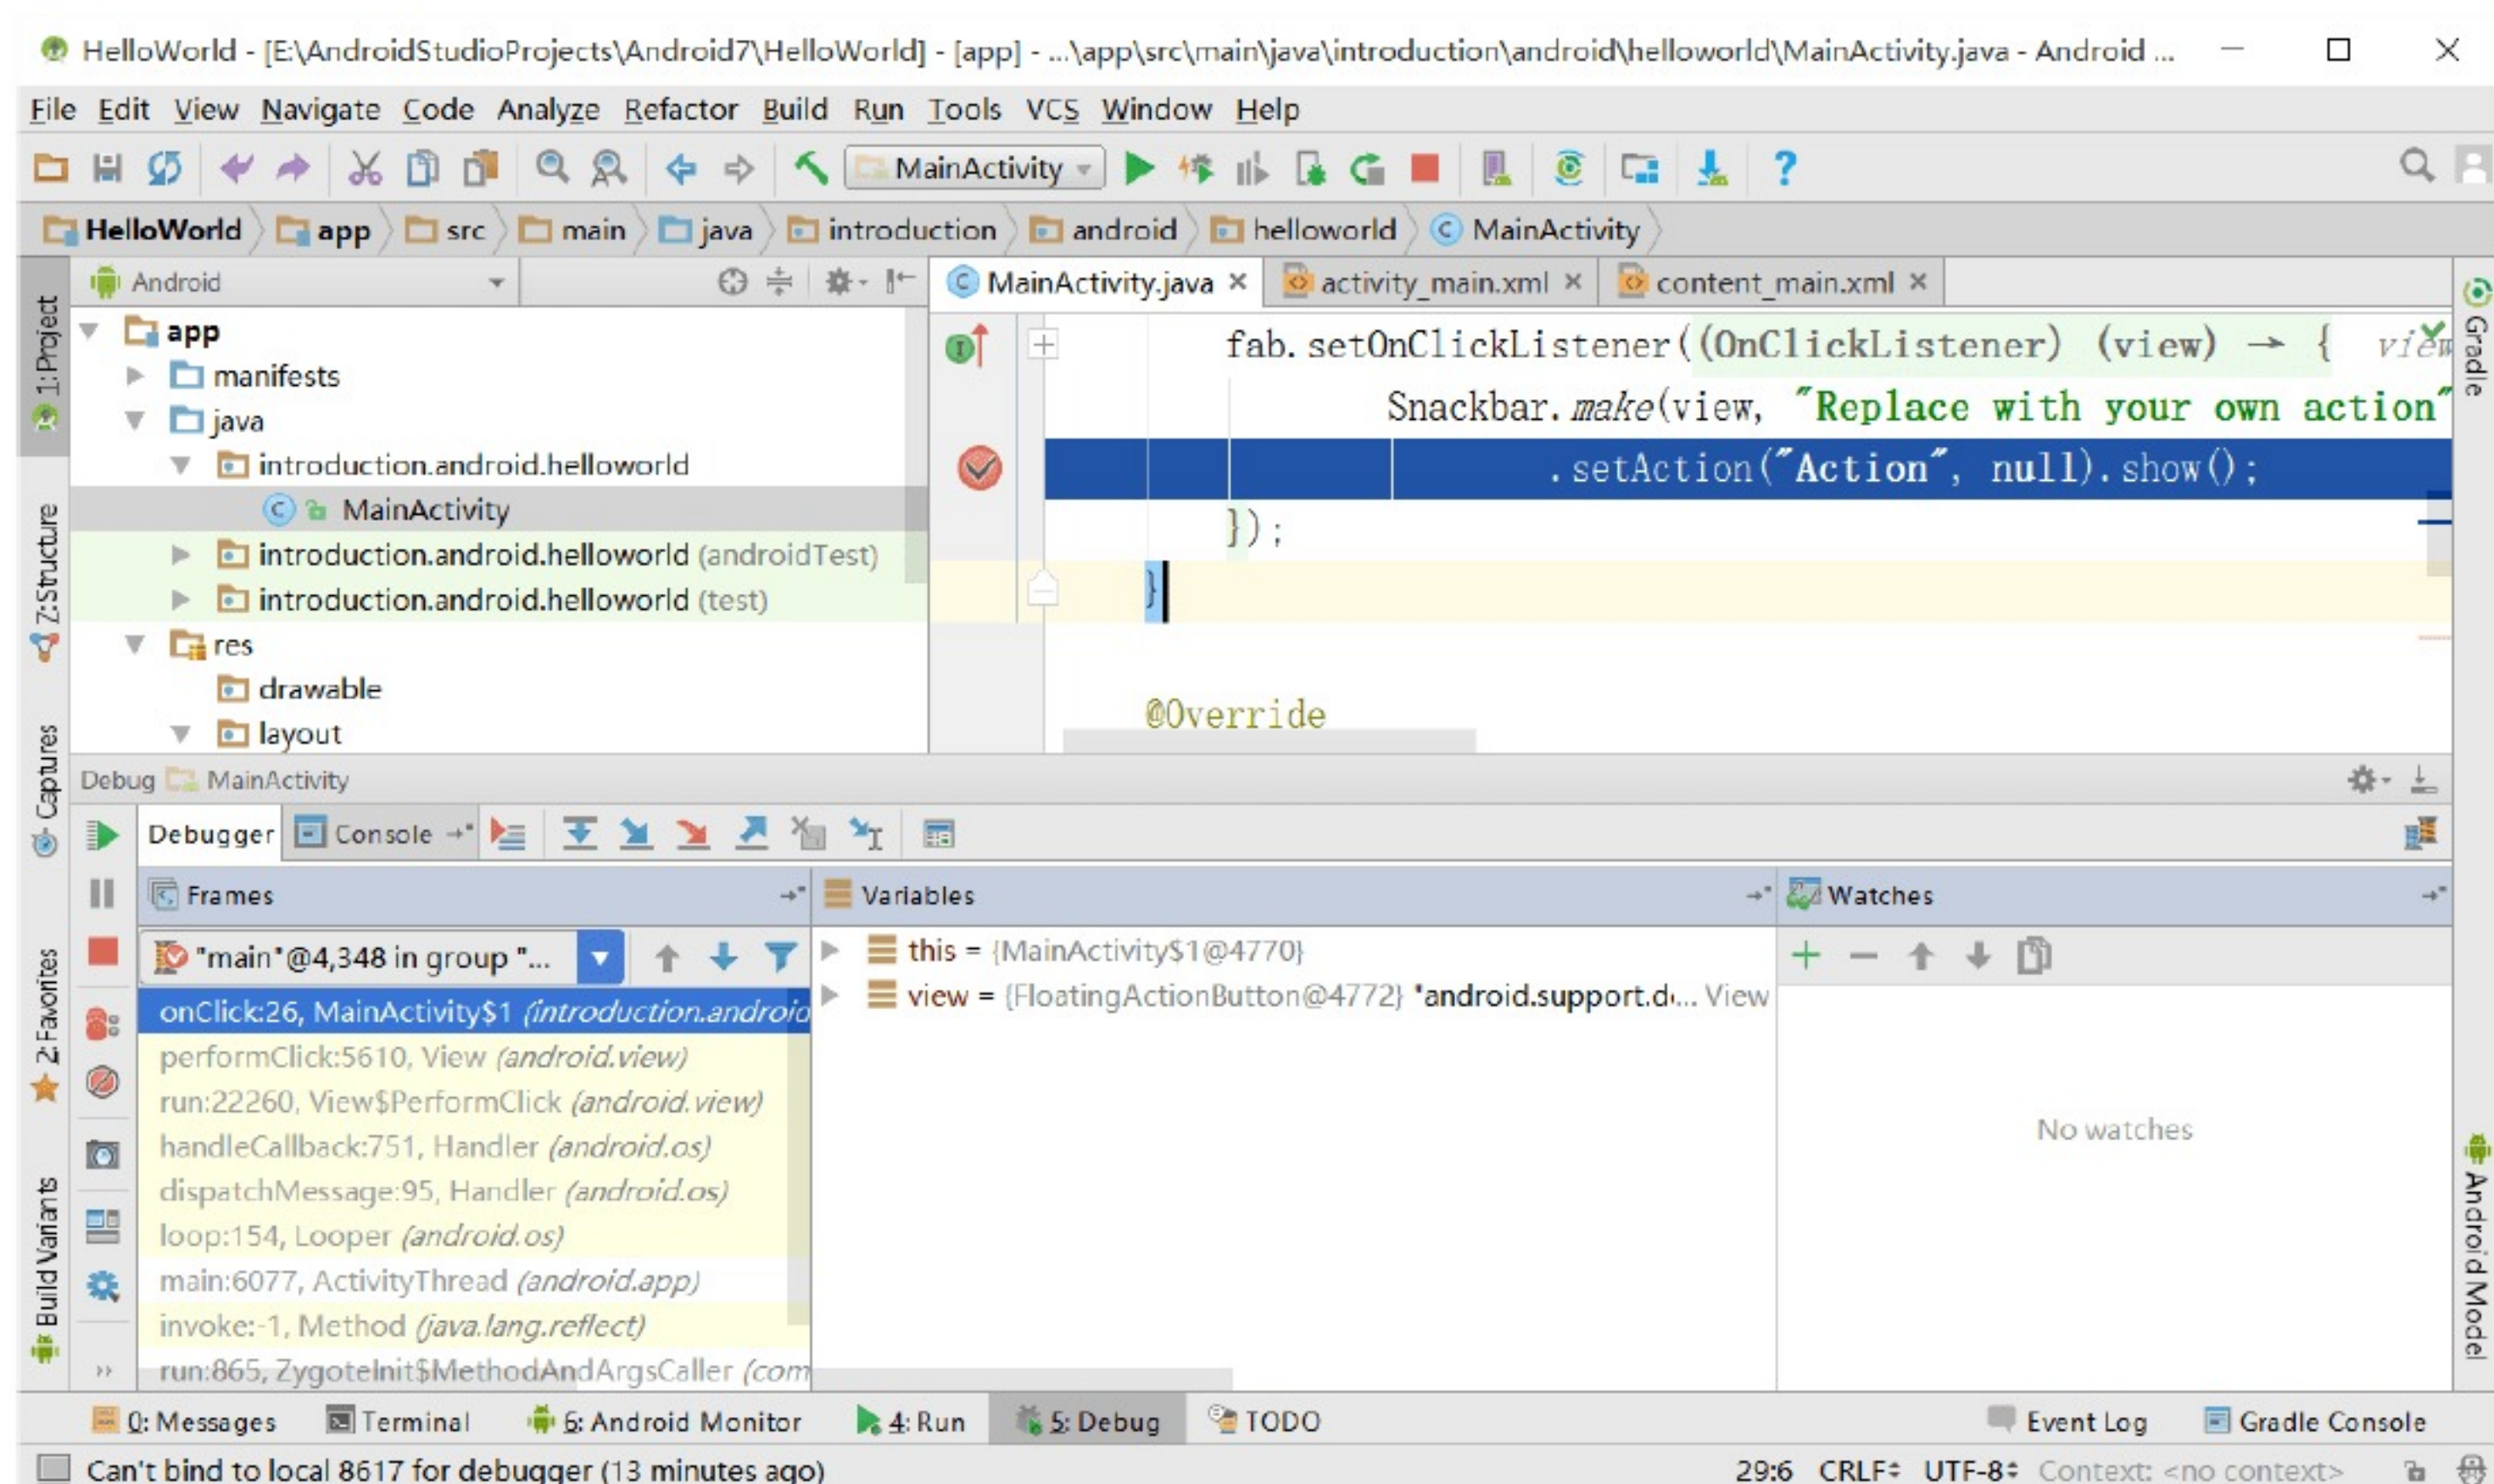 HelloWorld - [E:\AndroidStudioProjects\Android7\HelloWorld] - [app] - ...\app\src\main\java\introduction\android\helloworld\MainActivity.java - Android ...
File Edit View Navigate Code Analyze Refactor Build Run Tools VCS Window Help
MainActivity
HelloWorld app src main java introduction android helloworld MainActivity
Android
MainActivity.java activity_main.xml content_main.xml
1: Project
7: Structure
Captures
2: Favorites
Build Variants
app
manifests
java
introduction.android.helloworld
MainActivity
introduction.android.helloworld (androidTest)
introduction.android.helloworld (test)
res
drawable
layout
fab.setOnClickListener((OnClickListener) (view) → { view
Snackbar.make(view, "Replace with your own action"
.setAction("Action", null).show();
});
}
@Override
Gradle
Android Model
Debug MainActivity
Debugger Console
Frames
"main"@4,348 in group "...
onClick:26, MainActivity$1 (introduction.android
performClick:5610, View (android.view)
run:22260, View$PerformClick (android.view)
handleCallback:751, Handler (android.os)
dispatchMessage:95, Handler (android.os)
loop:154, Looper (android.os)
main:6077, ActivityThread (android.app)
invoke:-1, Method (java.lang.reflect)
run:865, ZygoteInit$MethodAndArgsCaller (com
Variables
this = {MainActivity$1@4770}
view = {FloatingActionButton@4772} "android.support.d... View
Watches
No watches
0: Messages Terminal 6: Android Monitor 4: Run 5: Debug TODO Event Log Gradle Console
Can't bind to local 8617 for debugger (13 minutes ago) 29:6 CRLF UTF-8 Context: <no context>